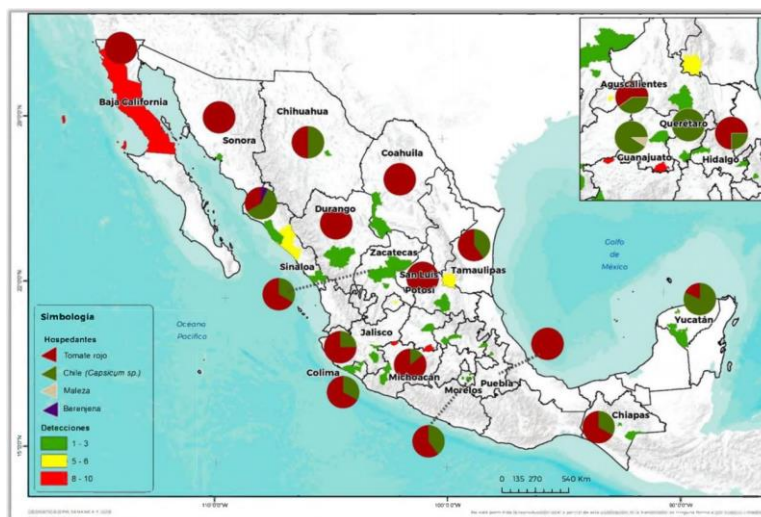 Baja California
Sonora
Chihuahua
Coahuila
Durango
Sinaloa
Zacatecas
San Luis
Potosí
Tamaulipas
Jalisco
Colima
Michoacán
Morelos
Puebla
Chiapas
Yucatán
Golfo
de
México
Oceano
Pacífico
Aguscalientes
Querétaro
Guanajuato
Hidalgo
Simbología
Hospedantes
Tomate rojo
Chile (Capsicum sp.)
Maleza
Berenjena
Detecciones
1 - 3
5 - 6
8 - 10
0 135 270 540 Km